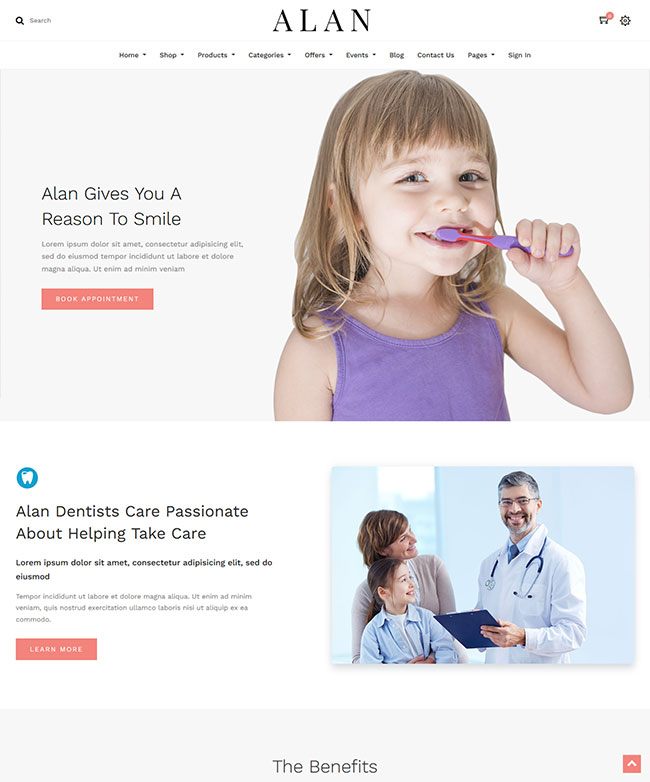 Search
ALAN
0
Home Shop Products Categories Offers Events Blog Contact Us Pages Sign In
Alan Gives You A
Reason To Smile
Lorem ipsum dolor sit amet, consectetur adipisicing elit,
sed do eiusmod tempor incididunt ut labore et dolore
magna aliqua. Ut enim ad minim veniam
BOOK APPOINTMENT
Alan Dentists Care Passionate
About Helping Take Care
Lorem ipsum dolor sit amet, consectetur adipisicing elit, sed do
eiusmod
Tempor incididunt ut labore et dolore magna aliqua. Ut enim ad minim
veniam, quis nostrud exercitation ullamco laboris nisi ut aliquip ex ea
commodo.
LEARN MORE
The Benefits